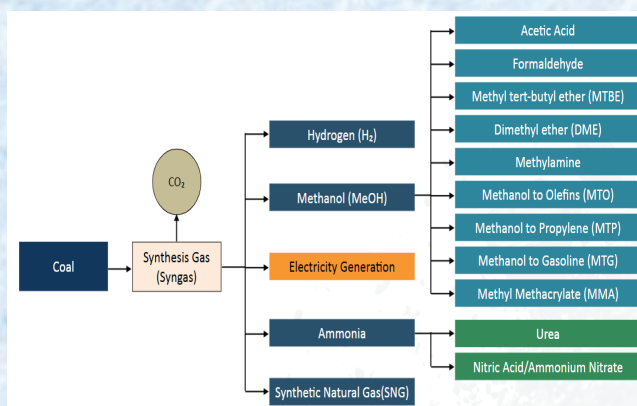 Coal
CO₂
Synthesis Gas
(Syngas)
Hydrogen (H₂)
Methanol (MeOH)
Electricity Generation
Ammonia
Synthetic Natural Gas(SNG)
Acetic Acid
Formaldehyde
Methyl tert-butyl ether (MTBE)
Dimethyl ether (DME)
Methylamine
Methanol to Olefins (MTO)
Methanol to Propylene (MTP)
Methanol to Gasoline (MTG)
Methyl Methacrylate (MMA)
Urea
Nitric Acid/Ammonium Nitrate